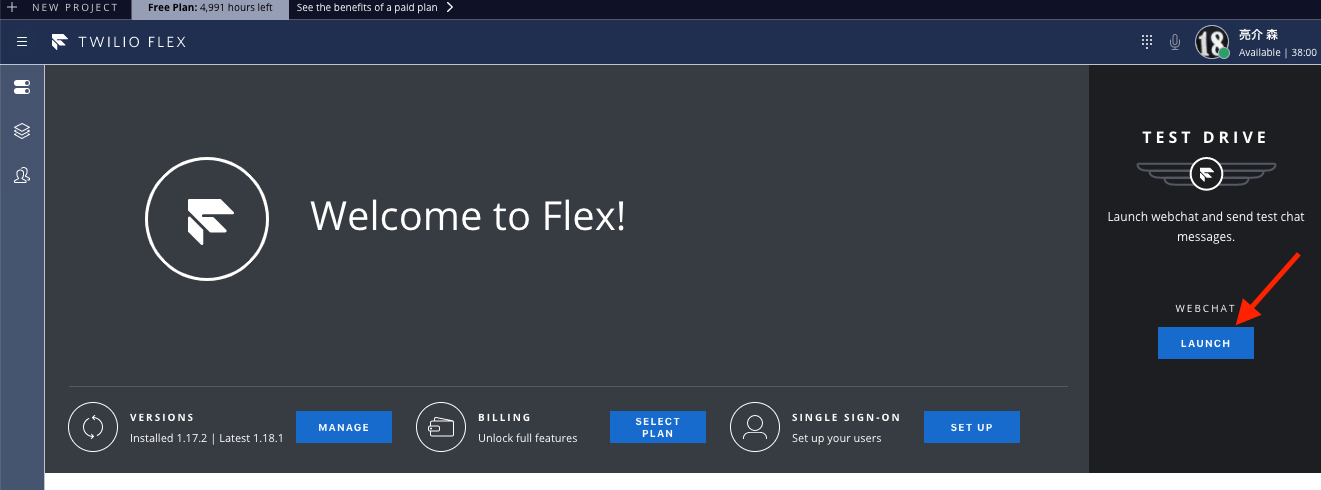 NEW PROJECT
Free Plan: 4,991 hours left
See the benefits of a paid plan
TWILIO FLEX
亮介 森
Available | 38:00
18
Welcome to Flex!
TEST DRIVE
Launch webchat and send test chat
messages.
WEBCHAT
LAUNCH
VERSIONS
Installed 1.17.2 | Latest 1.18.1
MANAGE
BILLING
Unlock full features
SELECT
PLAN
SINGLE SIGN-ON
Set up your users
SET UP